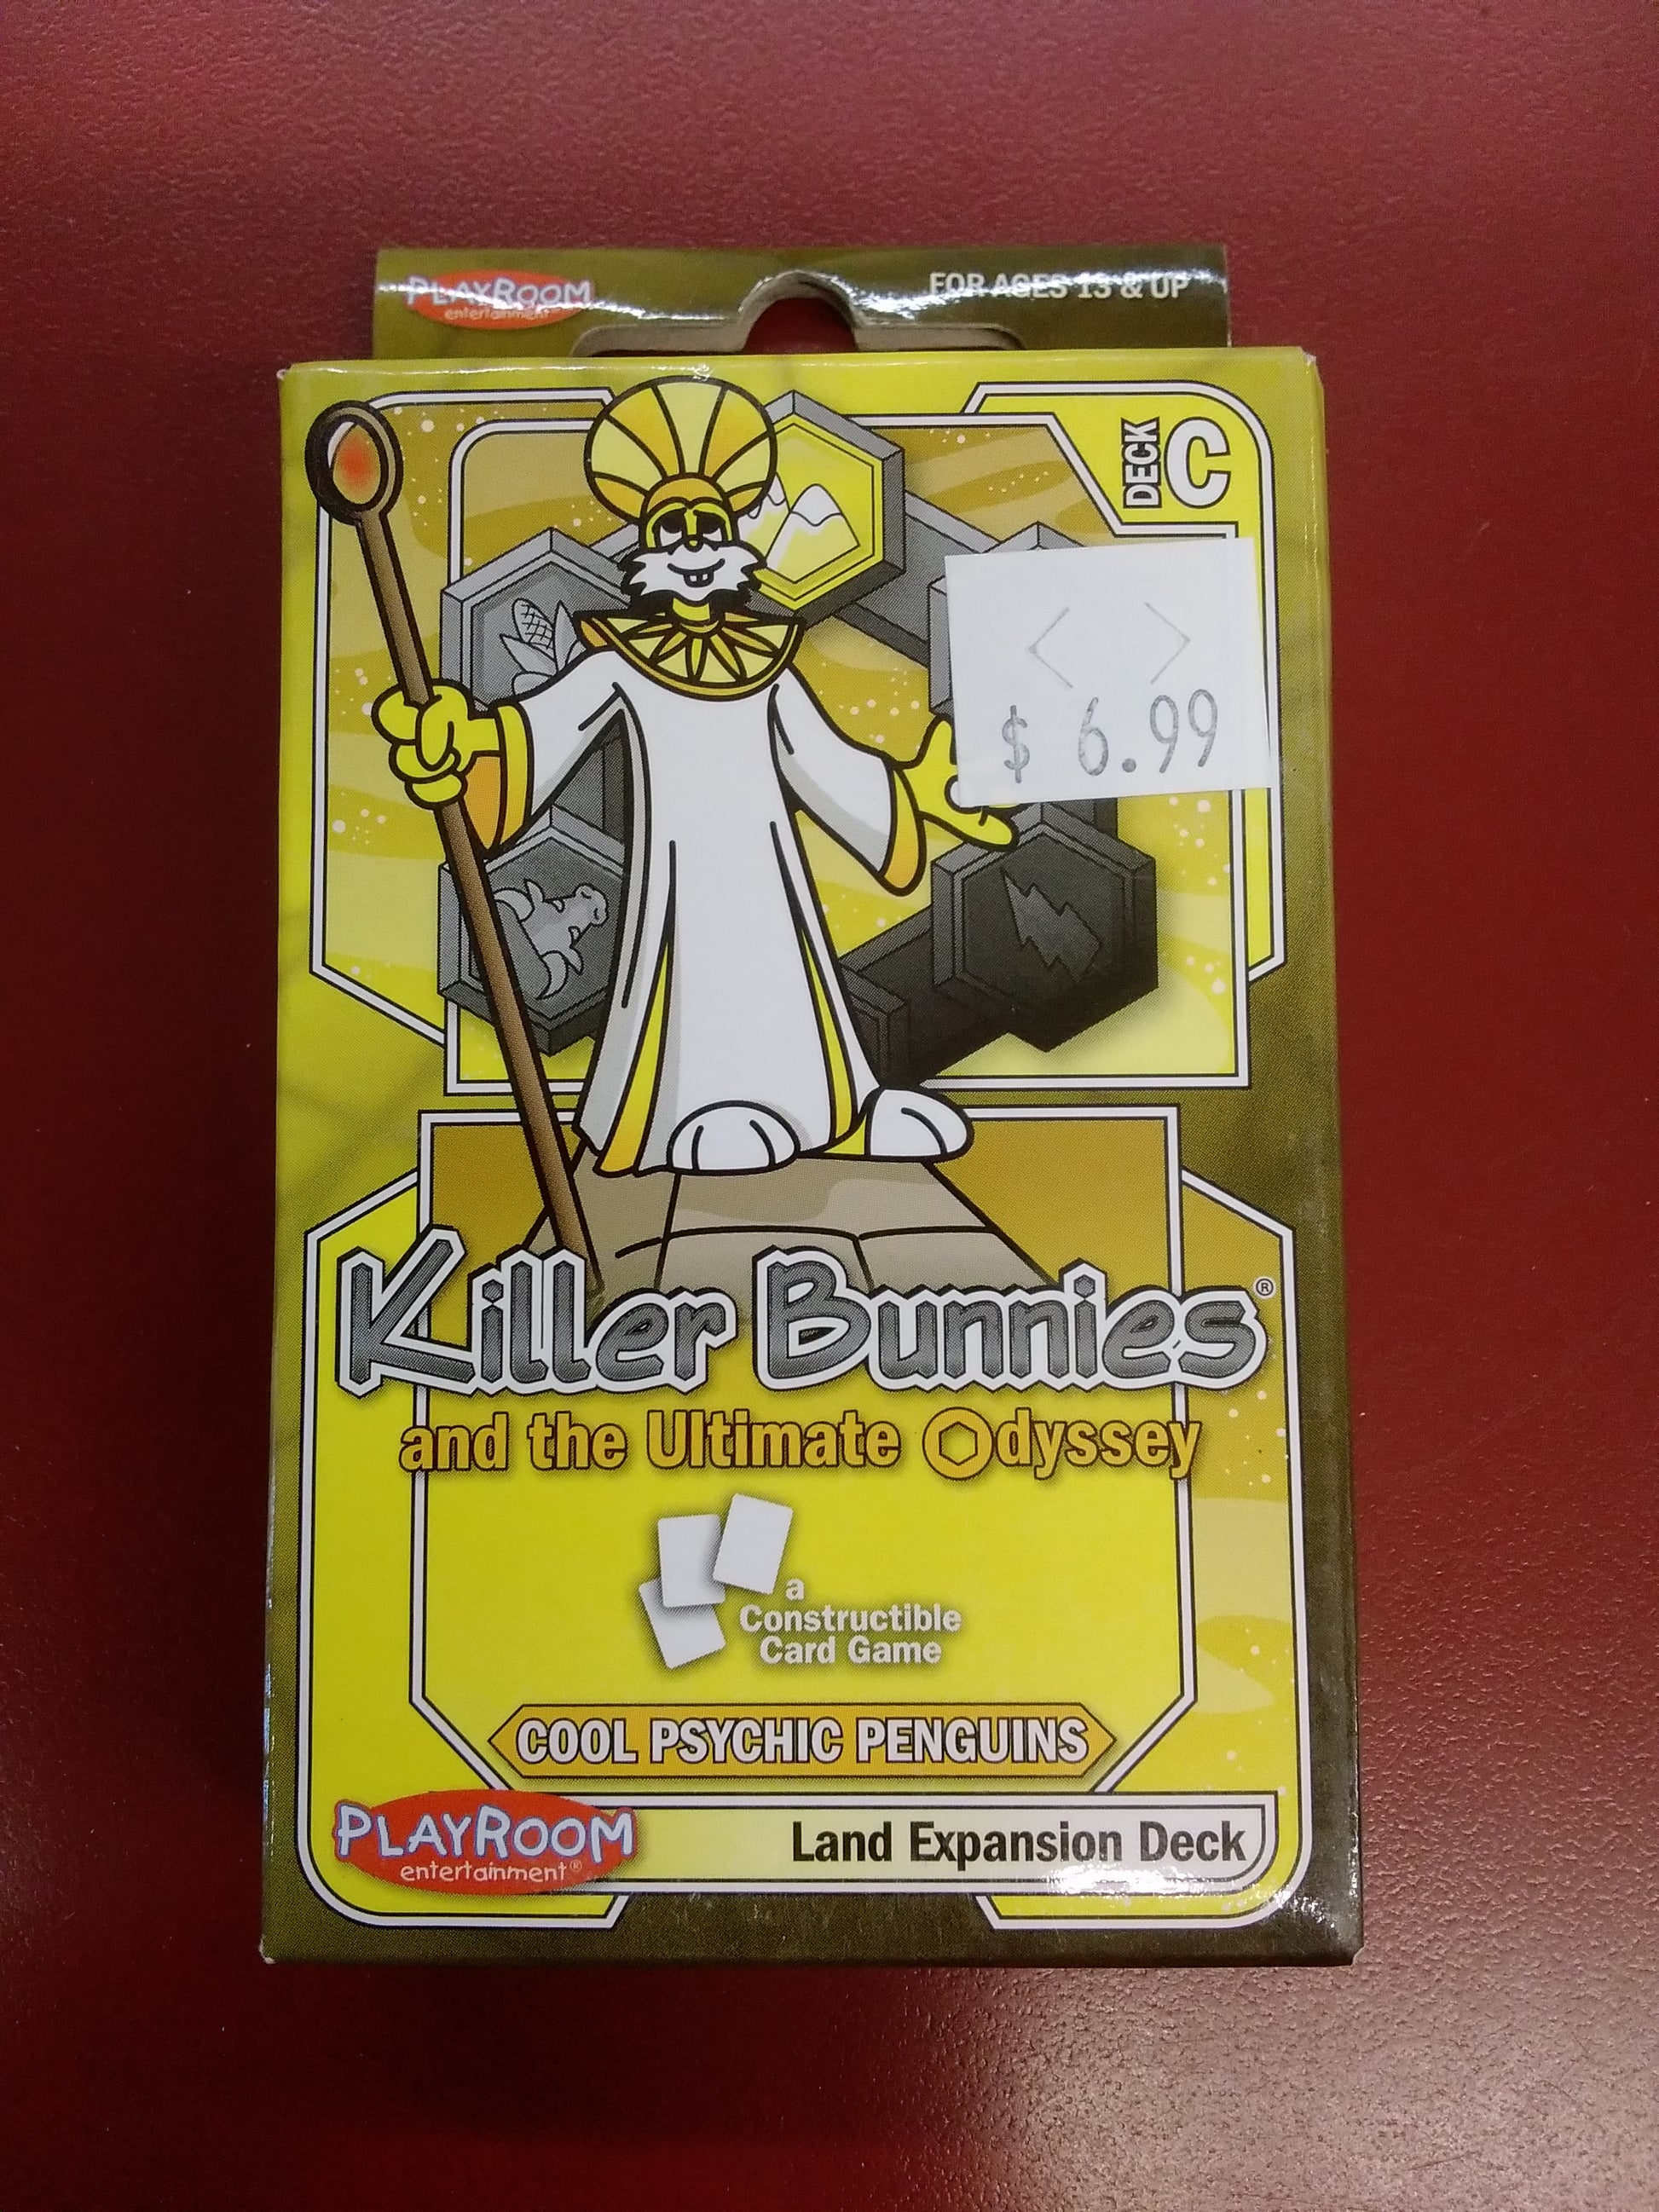 PLAYROOM
entertainment
FOR AGES 13 & UP
DECK C
$ 6.99
Killer Bunnies®
and the Ultimate Odyssey
a
Constructible
Card Game
COOL PSYCHIC PENGUINS
PLAYROOM
entertainment®
Land Expansion Deck